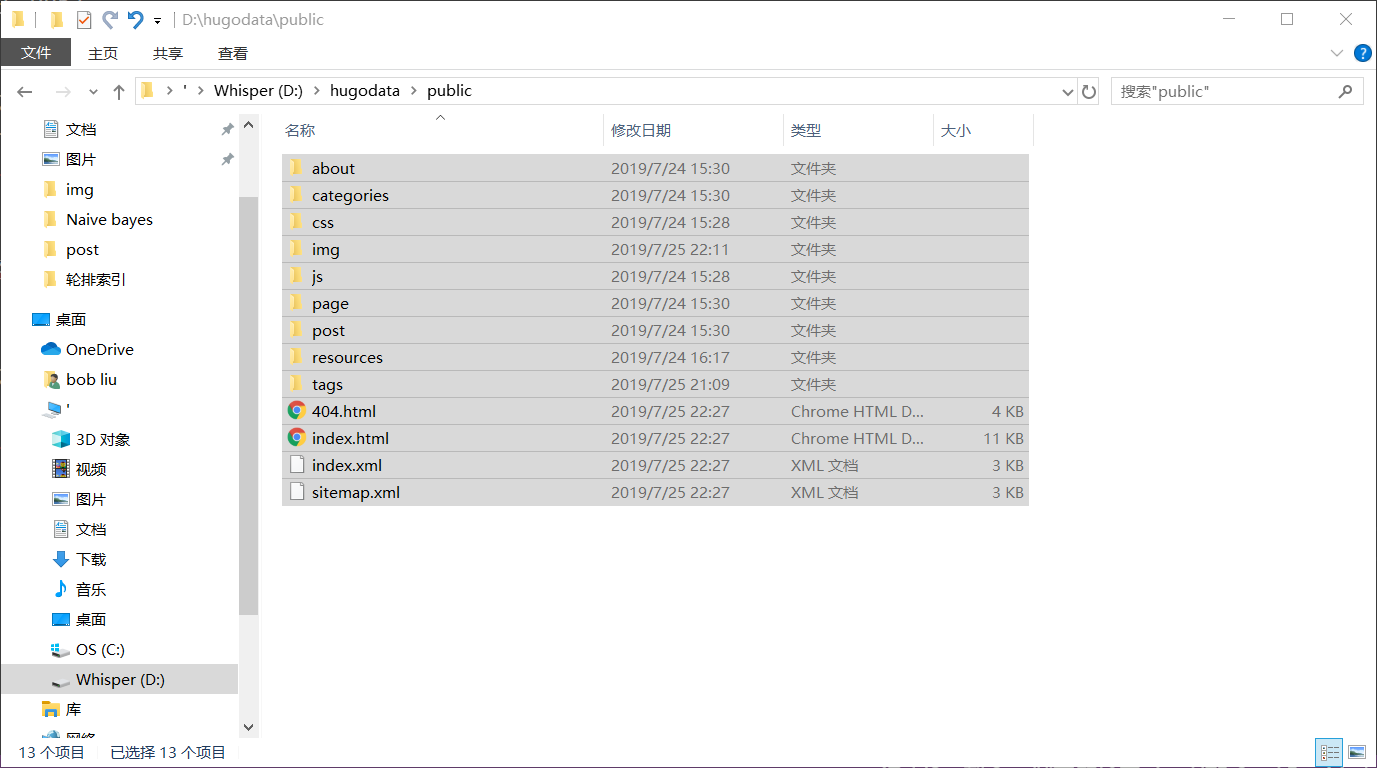 D:\hugodata\public
文件 主页 共享 查看
' Whisper (D:) hugodata public 搜索"public"
文档
图片
img
Naive bayes
post
轮排索引
桌面
OneDrive
bob liu
'
3D 对象
视频
图片
文档
下载
音乐
桌面
OS (C:)
Whisper (D:)
库
网络
名称 修改日期 类型 大小
about 2019/7/24 15:30 文件夹
categories 2019/7/24 15:30 文件夹
css 2019/7/24 15:28 文件夹
img 2019/7/25 22:11 文件夹
js 2019/7/24 15:28 文件夹
page 2019/7/24 15:30 文件夹
post 2019/7/24 15:30 文件夹
resources 2019/7/24 16:17 文件夹
tags 2019/7/25 21:09 文件夹
404.html 2019/7/25 22:27 Chrome HTML D... 4 KB
index.html 2019/7/25 22:27 Chrome HTML D... 11 KB
index.xml 2019/7/25 22:27 XML 文档 3 KB
sitemap.xml 2019/7/25 22:27 XML 文档 3 KB
13 个项目 已选择 13 个项目